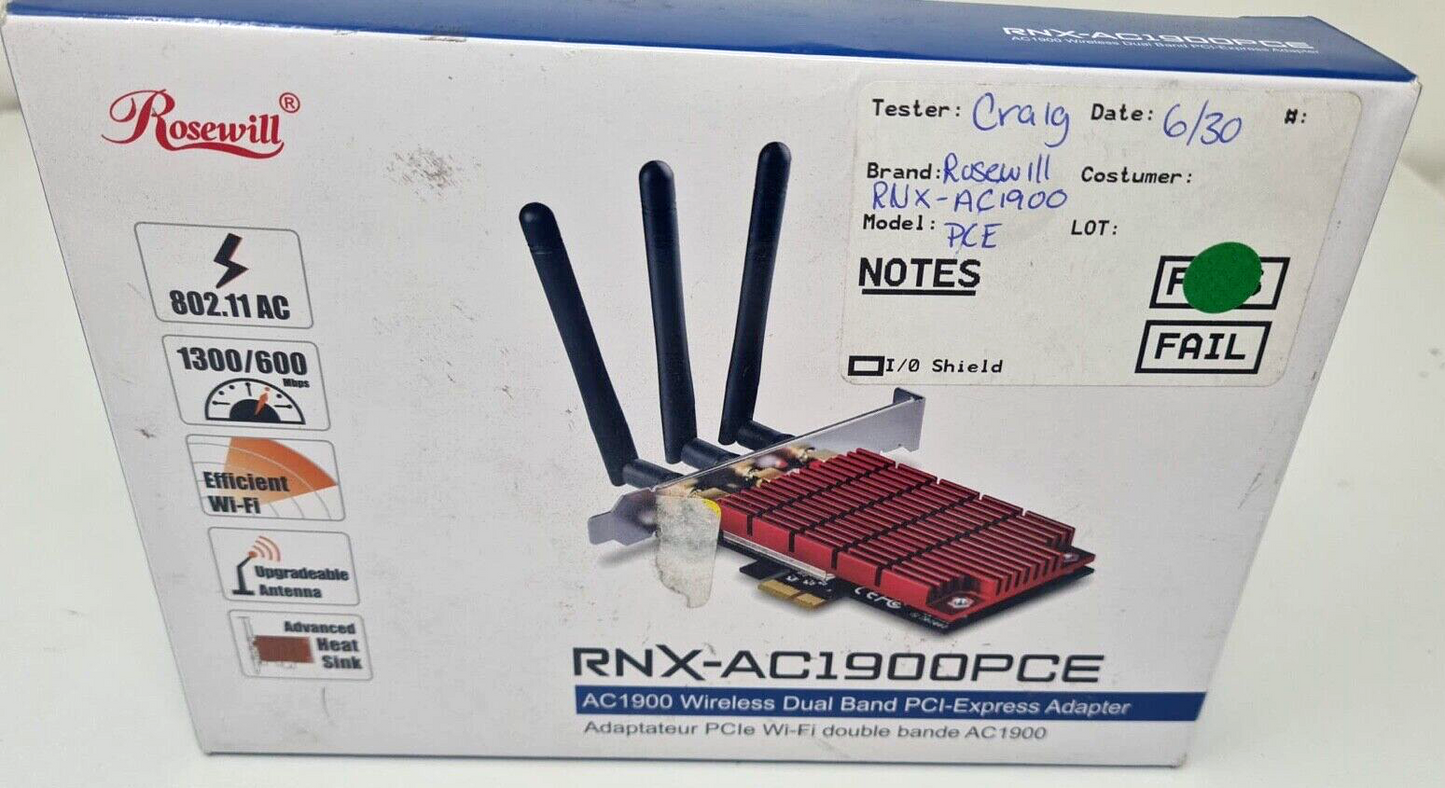 RNX-AC1900PCE
AC1900 Wireless Dual Band PCI-Express Adapter
Rosewill®
Tester: Craig Date: 6/30 #:
Brand: Rosewill Costumer:
RNX-AC1900
Model: PCE LOT:
NOTES
FAIL
I/0 Shield
802.11 AC
1300/600
Mbps
Efficient
Wi-Fi
Upgradeable
Antenna
Advanced
Heat
Sink
RNX-AC1900PCE
AC1900 Wireless Dual Band PCI-Express Adapter
Adaptateur PCIe Wi-Fi double bande AC1900